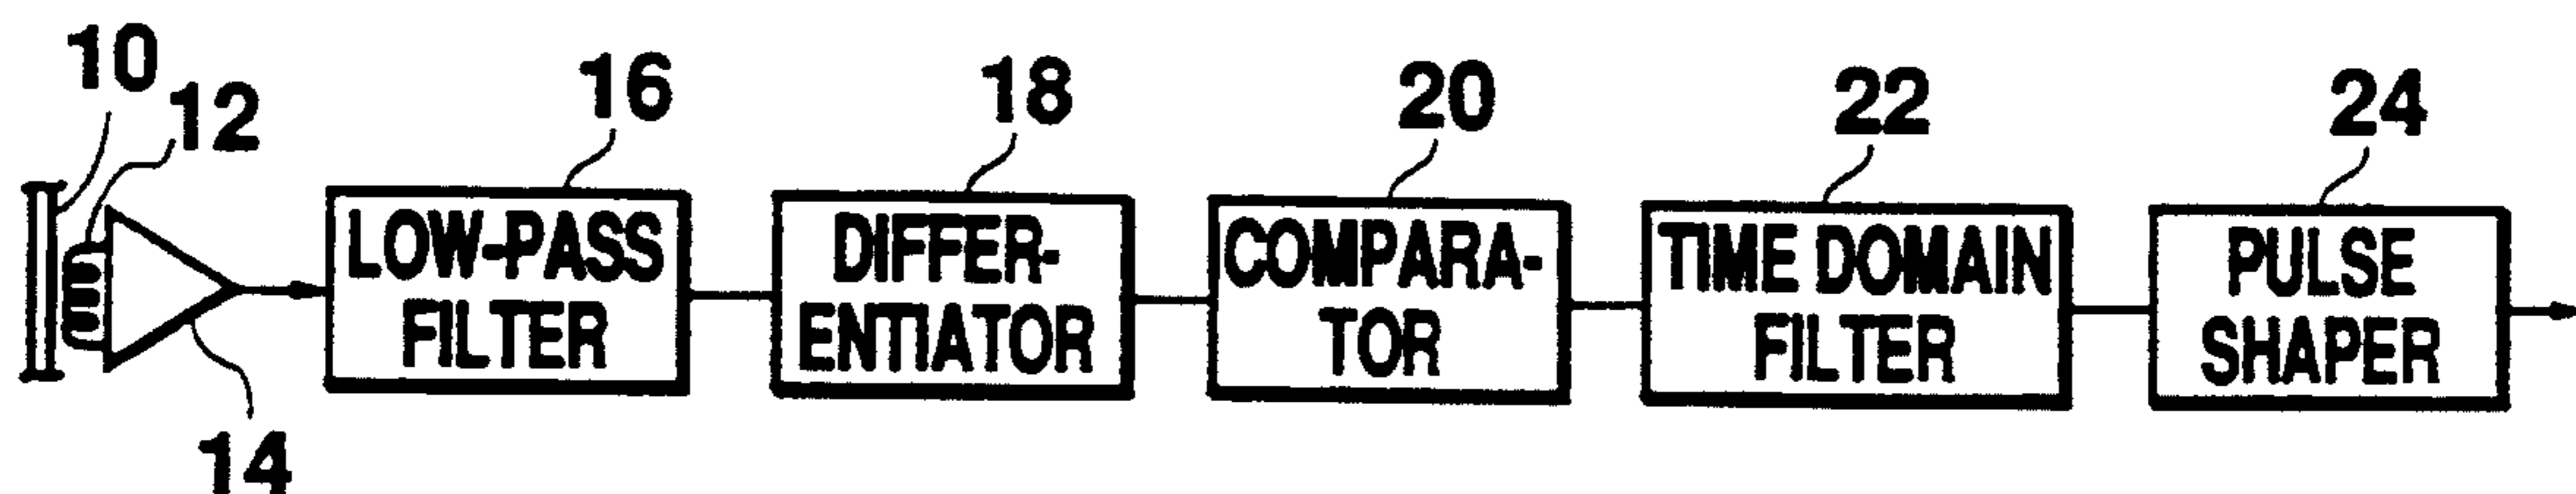 10
12
16
18
20
22
24
LOW-PASS
FILTER
DIFFER-
ENTIATOR
COMPARA-
TOR
TIME DOMAIN
FILTER
PULSE
SHAPER
14